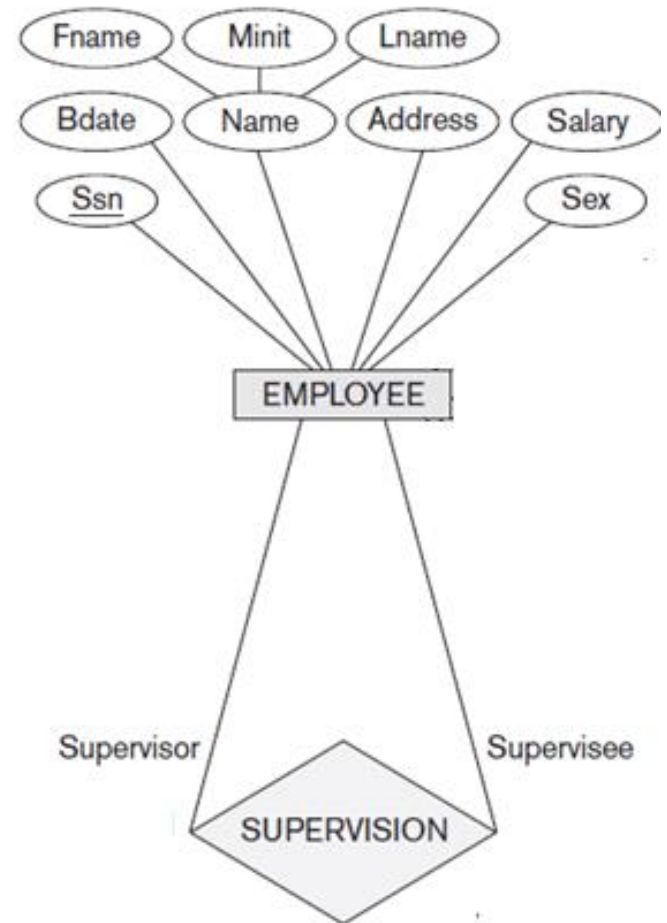 Fname Minit Lname
Bdate Name Address Salary
Ssn Sex
EMPLOYEE
Supervisor Supervisee
SUPERVISION